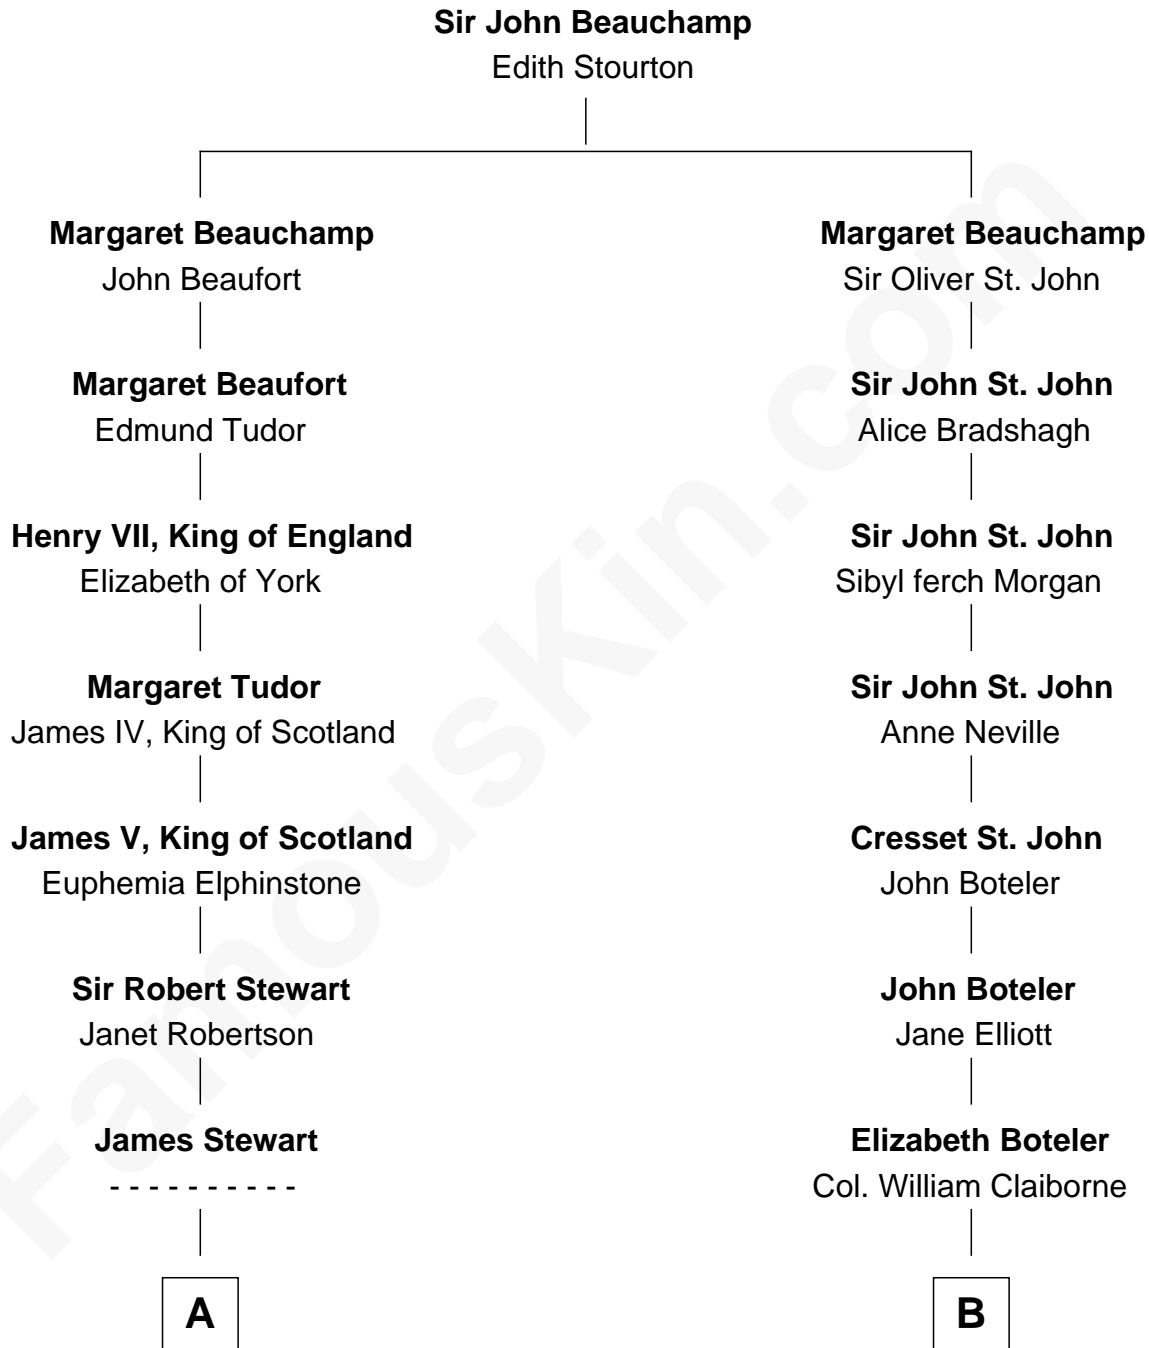 Sir John Beauchamp
Edith Stourton
Margaret Beauchamp
John Beaufort
Margaret Beaufort
Edmund Tudor
Henry VII, King of England
Elizabeth of York
Margaret Tudor
James IV, King of Scotland
James V, King of Scotland
Euphemia Elphinstone
Sir Robert Stewart
Janet Robertson
James Stewart
- - - - - - - - - -
A
Margaret Beauchamp
Sir Oliver St. John
Sir John St. John
Alice Bradshagh
Sir John St. John
Sibyl ferch Morgan
Sir John St. John
Anne Neville
Cresset St. John
John Boteler
John Boteler
Jane Elliott
Elizabeth Boteler
Col. William Claiborne
B
FamousKin.com